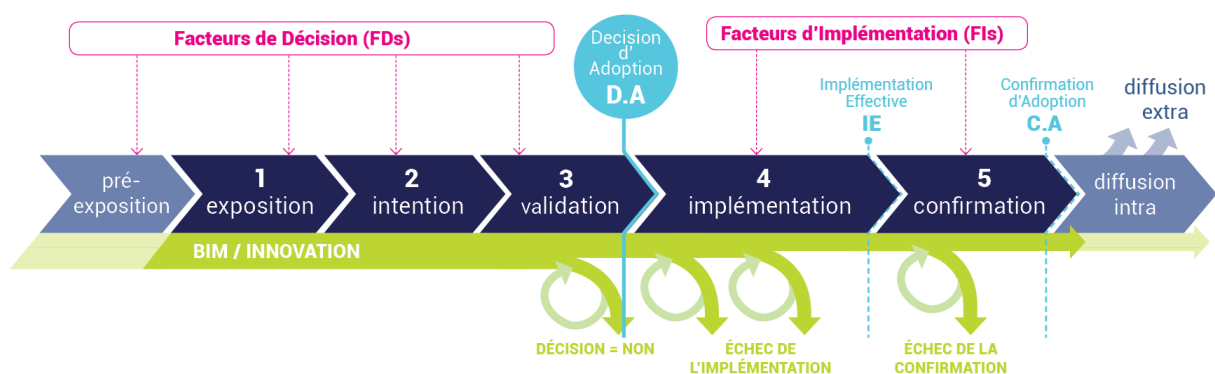 Facteurs de Décision (FDs)
Decision
d'
Adoption
D.A
Facteurs d'Implémentation (FIs)
Implémentation
Effective
IE
Confirmation
d'Adoption
C.A
diffusion
extra
pré-
exposition
1
exposition
2
intention
3
validation
4
implémentation
5
confirmation
diffusion
intra
BIM / INNOVATION
DÉCISION = NON
ÉCHEC DE
L'IMPLÉMENTATION
ÉCHEC DE LA
CONFIRMATION